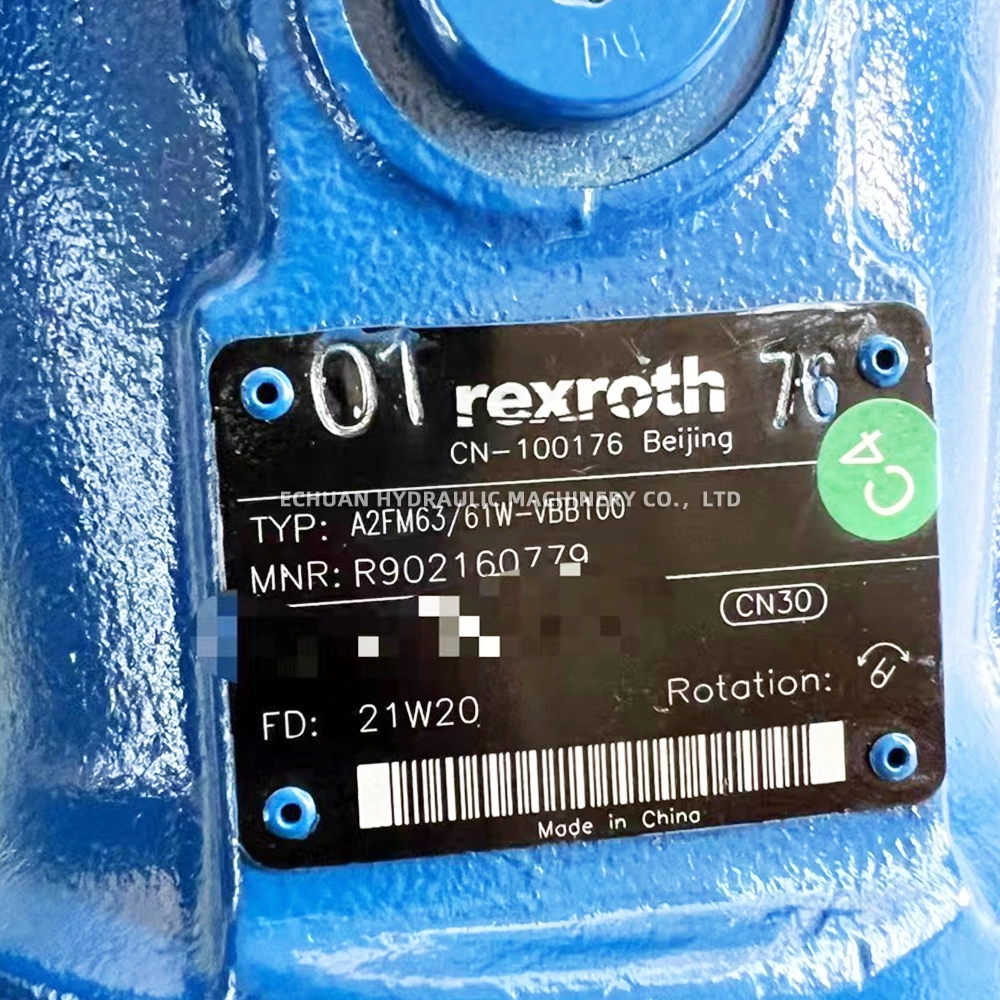 01 rexroth 76
CN-100176 Beijing
ECHUAN HYDRAULIC MACHINERY CO., LTD
TYP: A2FM63/61W-VBB100
MNR: R902160779
CN30
FD: 21W20
Rotation:
Made in China